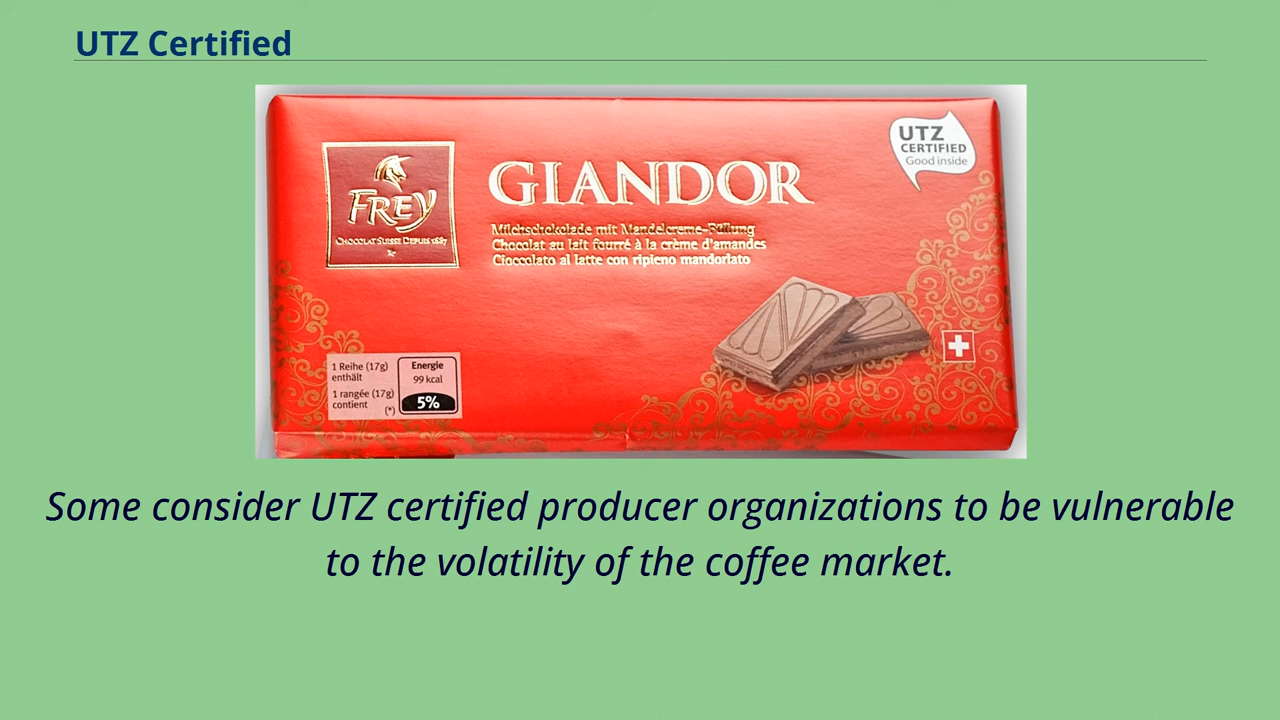 UTZ Certified
FREY
CHOCOLAT SUISSE DEPUIS 1887
GIANDOR
Milchschokolade mit Mandelcreme-Füllung
Chocolat au lait fourré à la crème d'amandes
Cioccolato al latte con ripieno mandorlato
UTZ
CERTIFIED
Good inside
1 Reihe (17g)
enthält
1 rangée (17g)
contient
(*)
Energie
99 kcal
5%
Some consider UTZ certified producer organizations to be vulnerable
to the volatility of the coffee market.